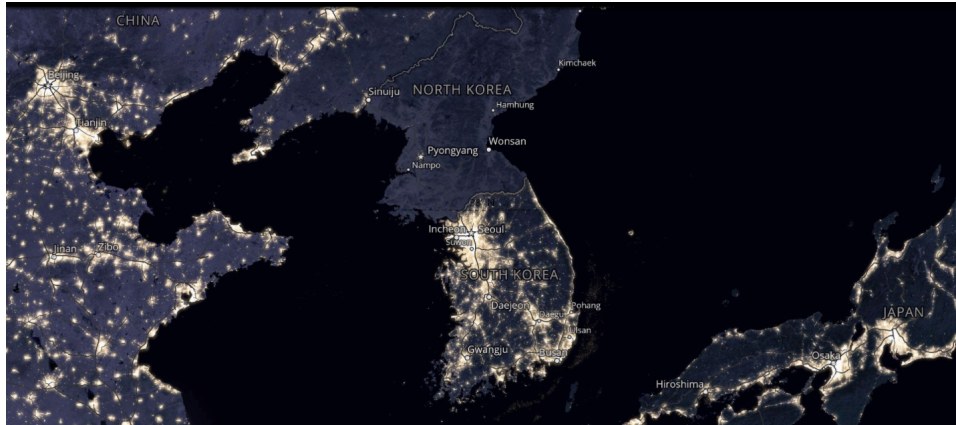 CHINA
Beijing
Tianjin
Jinan
Zibo
Sinuiju
NORTH KOREA
Kimchaek
Hamhung
Wonsan
Pyongyang
Nampo
Incheon
Seoul
Suwon
SOUTH KOREA
Daejeon
Pohang
Daegu
Ulsan
Gwangju
Busan
JAPAN
Osaka
Hiroshima